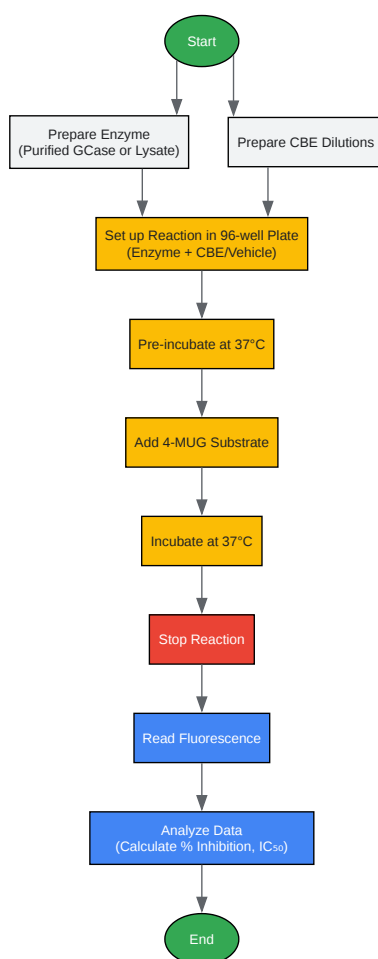 Start
Prepare Enzyme
(Purified GCase or Lysate)
Prepare CBE Dilutions
Set up Reaction in 96-well Plate
(Enzyme + CBE/Vehicle)
Pre-incubate at 37°C
Add 4-MUG Substrate
Incubate at 37°C
Stop Reaction
Read Fluorescence
Analyze Data
(Calculate % Inhibition, IC₅₀)
End